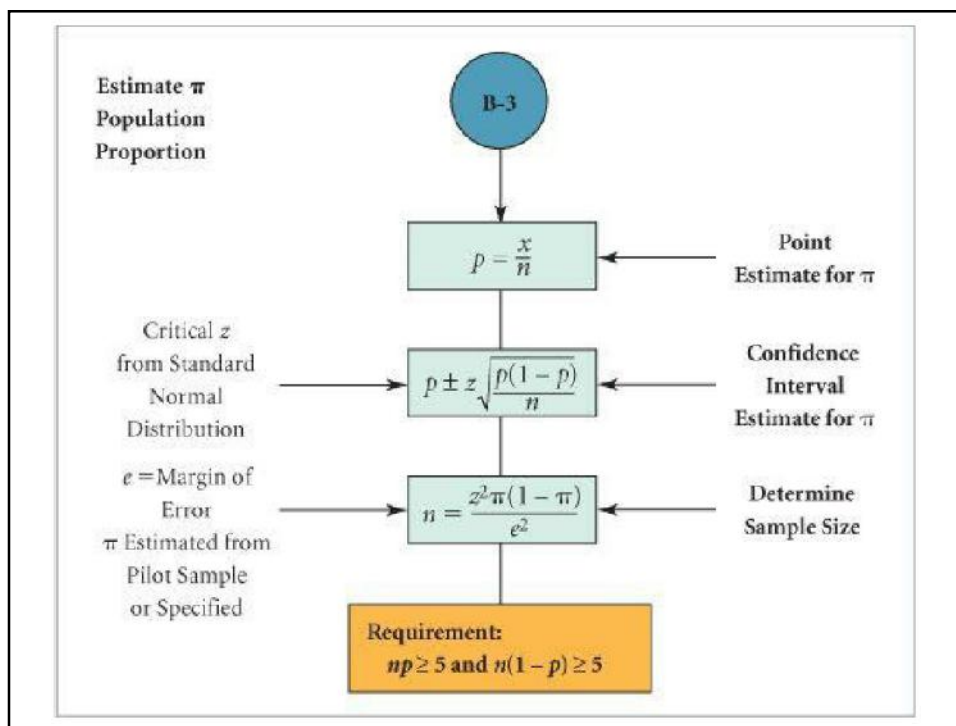 Estimate π
Population
Proportion
B-3
p = x/n
Point
Estimate for π
Critical z
from Standard
Normal
Distribution
p ± z√(p(1 − p)/n)
Confidence
Interval
Estimate for π
e = Margin of
Error
π Estimated from
Pilot Sample
or Specified
n = z²π(1 − π)/e²
Determine
Sample Size
Requirement:
np ≥ 5 and n(1 − p) ≥ 5